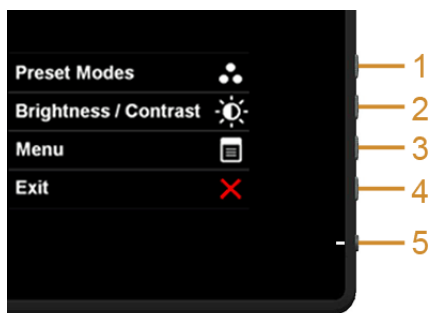 Preset Modes 1
Brightness / Contrast 2
Menu 3
Exit 4
5